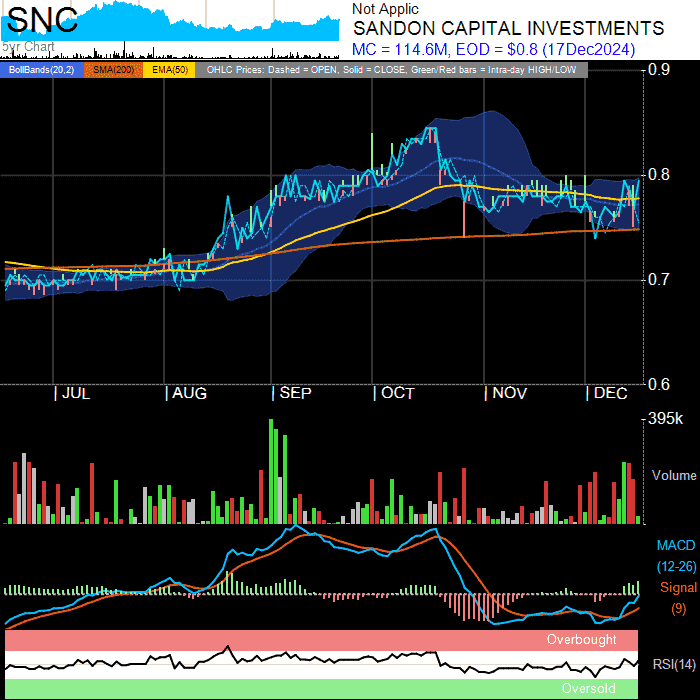 SNC
5yr Chart
Not Applic
SANDON CAPITAL INVESTMENTS
MC = 114.6M, EOD = $0.8 (17Dec2024)
BollBands(20,2) SMA(200) EMA(50) OHLC Prices: Dashed = OPEN, Solid = CLOSE, Green/Red bars = Intra-day HIGH/LOW
0.9
0.8
0.7
0.6
JUL AUG SEP OCT NOV DEC
395k
Volume
MACD
(12-26)
Signal
(9)
Overbought
RSI(14)
Oversold